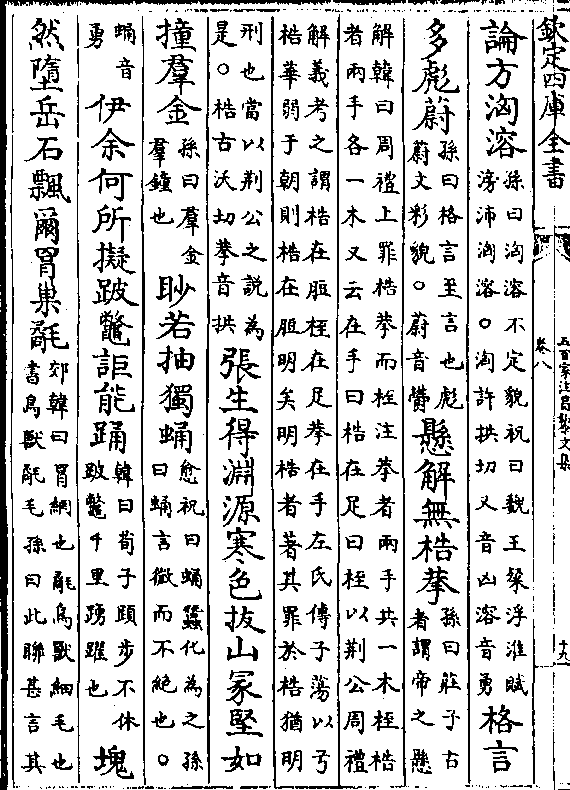 欽定四庫全書
五百家注昌黎文集
卷八
十九
論方洶溶孫曰洶溶不定貌祝曰魏王粲浮淮賦滂沛洶溶○洶許拱切又音凶溶音勇格言
多彪蔚孫曰格言至言也彪蔚文彩貌○蔚音鬱懸解無梏拲孫曰莊子古者謂帝之懸
解韓曰周禮上罪梏拲而桎注拲者兩手共一木桎梏
者兩手各一木又云在手曰梏在足曰桎以荆公周禮
解義考之謂梏在脰桎在足拲在手左氏傳子蕩以弓
梏華弱于朝則梏在脰明矣明梏者著其罪於梏猶明
刑也當以荆公之說為是○梏古沃切拲音拱張生得淵源寒色拔山冢堅如
撞羣金孫曰羣金羣鐘也眇若抽獨蛹愈祝曰蛹蠶化為之孫曰蛹言微而不絶也○
蛹音勇伊余何所擬跛鼈詎能踊韓曰荀子蹞步不休跛鼈千里踴躍也塊
然墮岳石飄爾罥巢氄郊韓曰罥網也氄鳥獸細毛也書鳥獸氄毛孫曰此聯甚言其